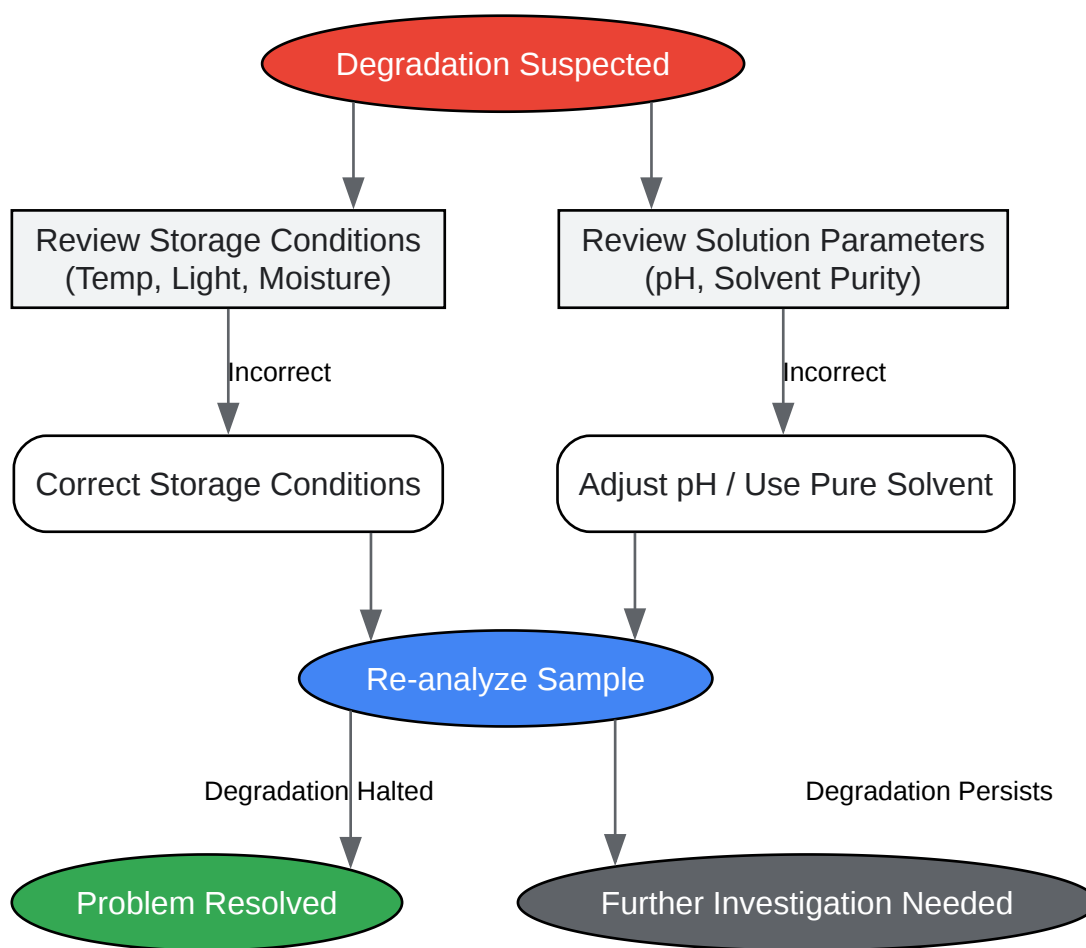 Degradation Suspected
Review Storage Conditions
(Temp, Light, Moisture)
Review Solution Parameters
(pH, Solvent Purity)
Incorrect
Incorrect
Correct Storage Conditions
Adjust pH / Use Pure Solvent
Re-analyze Sample
Degradation Halted
Degradation Persists
Problem Resolved
Further Investigation Needed